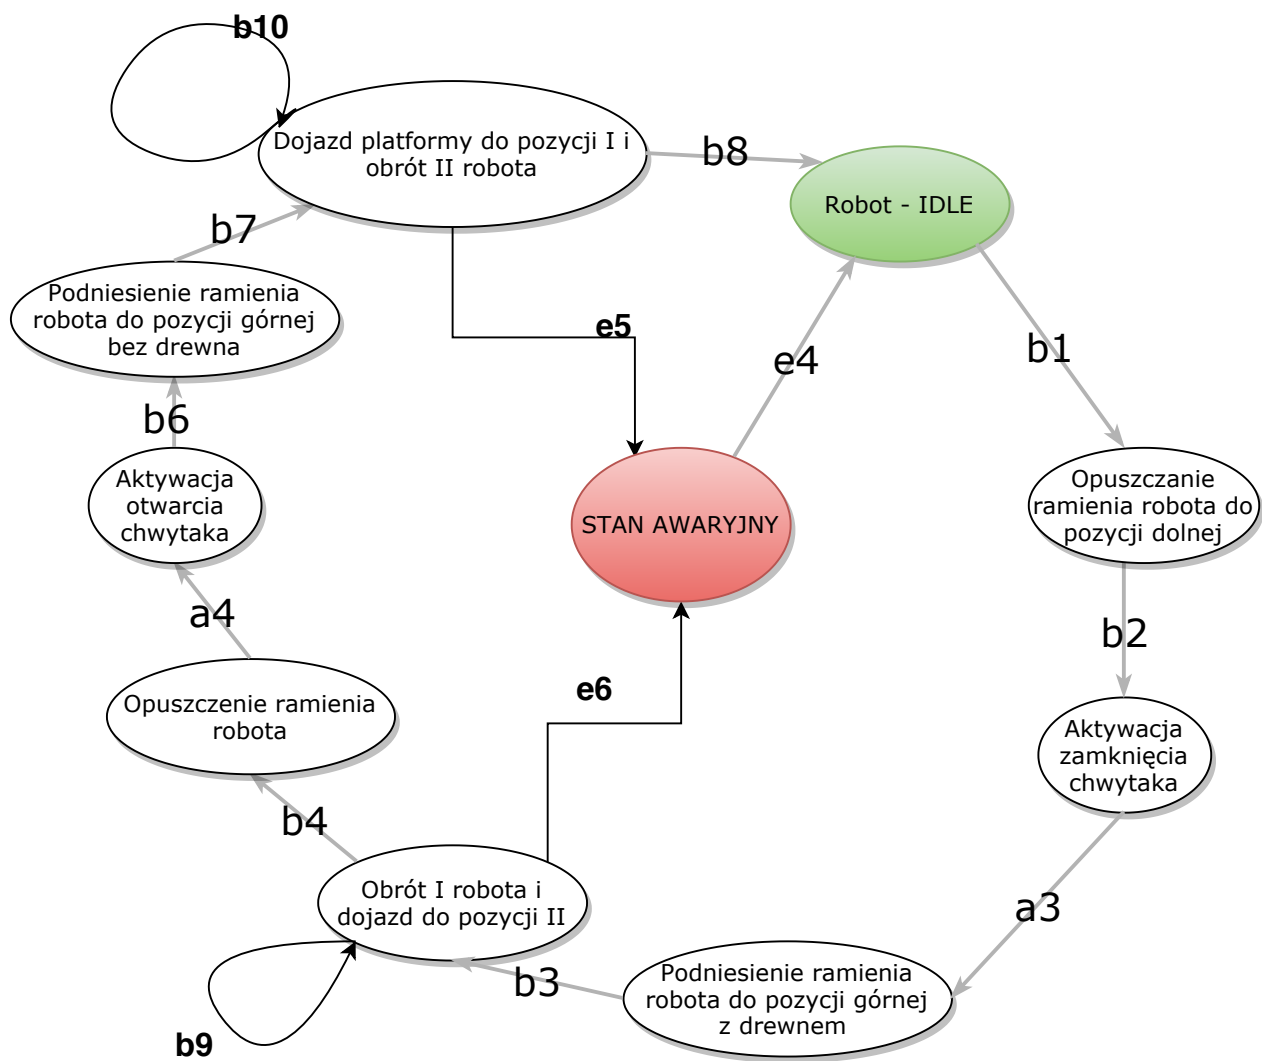 b10
Dojazd platformy do pozycji I i
obrót II robota
b8
Robot - IDLE
b7
Podniesienie ramienia
robota do pozycji górnej
bez drewna
e5
e4
b1
b6
Aktywacja
otwarcia
chwytaka
STAN AWARYJNY
Opuszczanie
ramienia robota do
pozycji dolnej
a4
b2
Opuszczenie ramienia
robota
e6
Aktywacja
zamknięcia
chwytaka
b4
Obrót I robota i
dojazd do pozycji II
a3
b3
Podniesienie ramienia
robota do pozycji górnej
z drewnem
b9